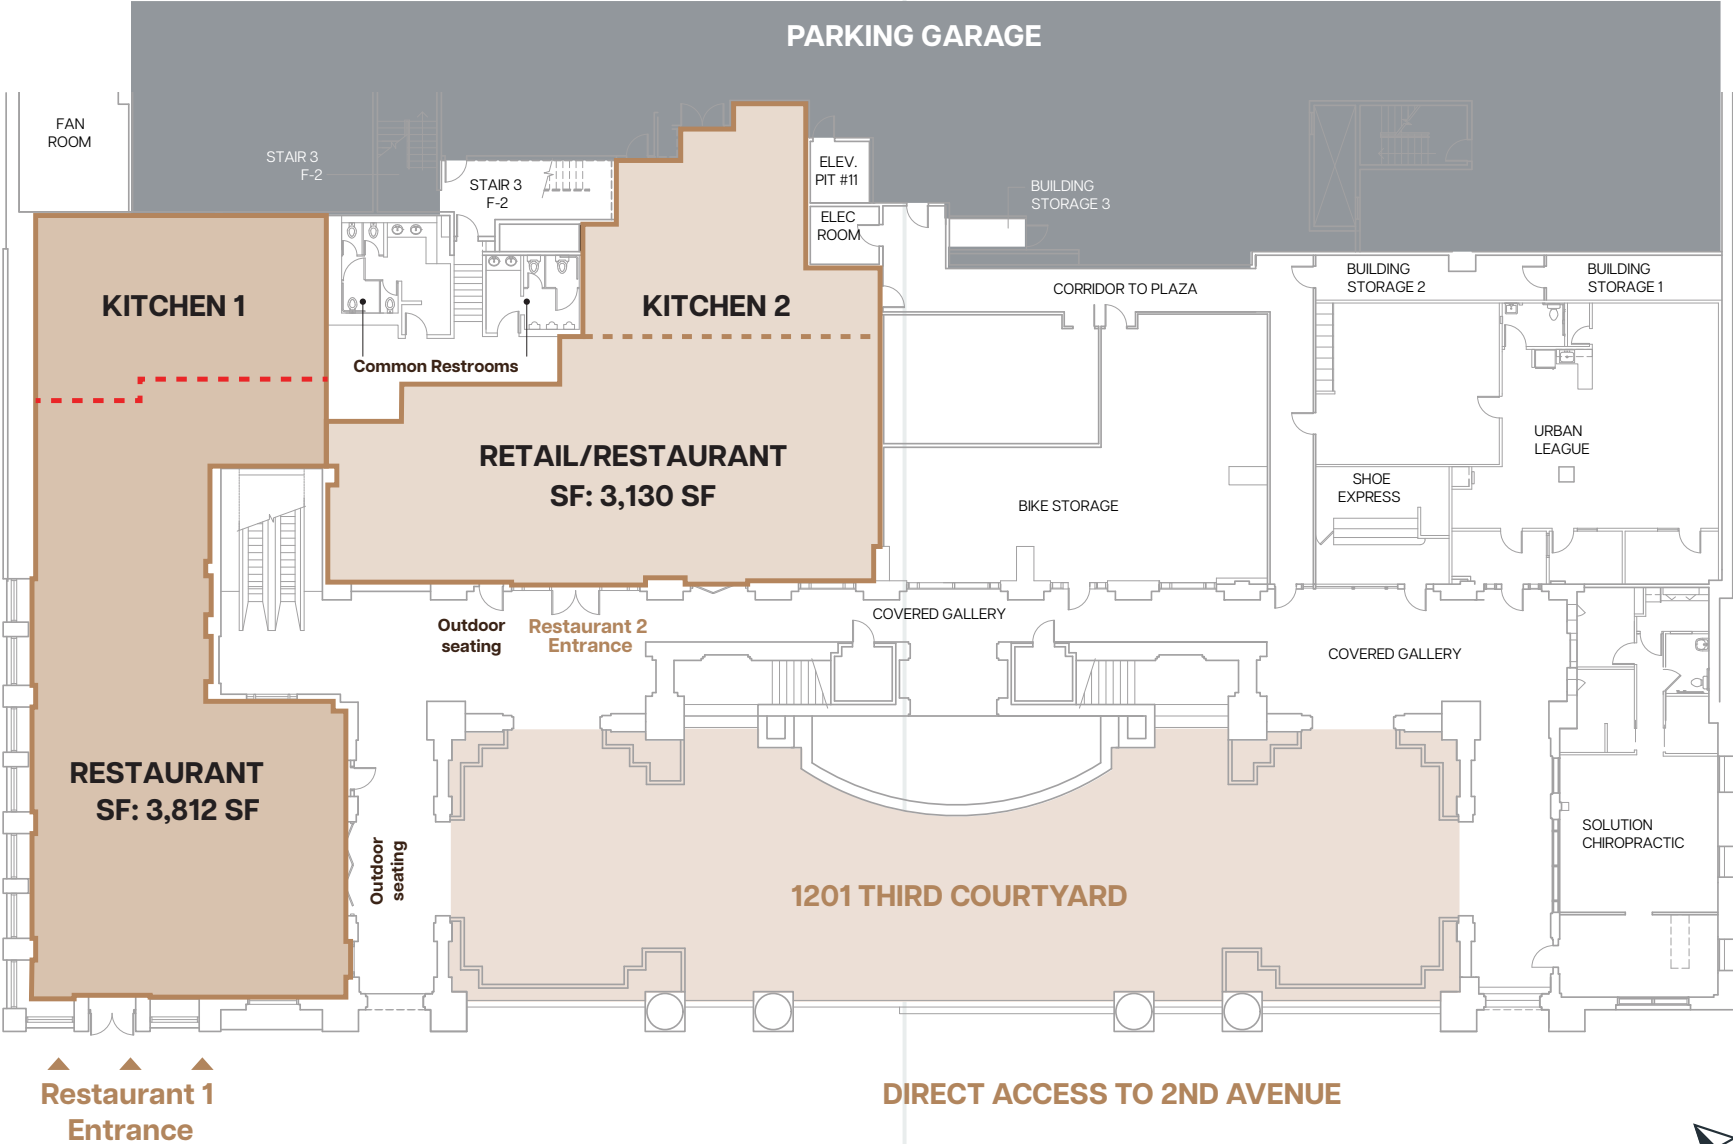 PARKING GARAGE
FAN
ROOM
STAIR 3
F-2
STAIR 3
F-2
ELEV.
PIT #11
BUILDING
STORAGE 3
ELEC
ROOM
KITCHEN 1
KITCHEN 2
CORRIDOR TO PLAZA
BUILDING
STORAGE 2
BUILDING
STORAGE 1
Common Restrooms
RETAIL/RESTAURANT
SF: 3,130 SF
BIKE STORAGE
URBAN
LEAGUE
SHOE
EXPRESS
Outdoor
seating
Restaurant 2
Entrance
COVERED GALLERY
COVERED GALLERY
RESTAURANT
SF: 3,812 SF
Outdoor
seating
SOLUTION
CHIROPRACTIC
1201 THIRD COURTYARD
Restaurant 1
Entrance
DIRECT ACCESS TO 2ND AVENUE